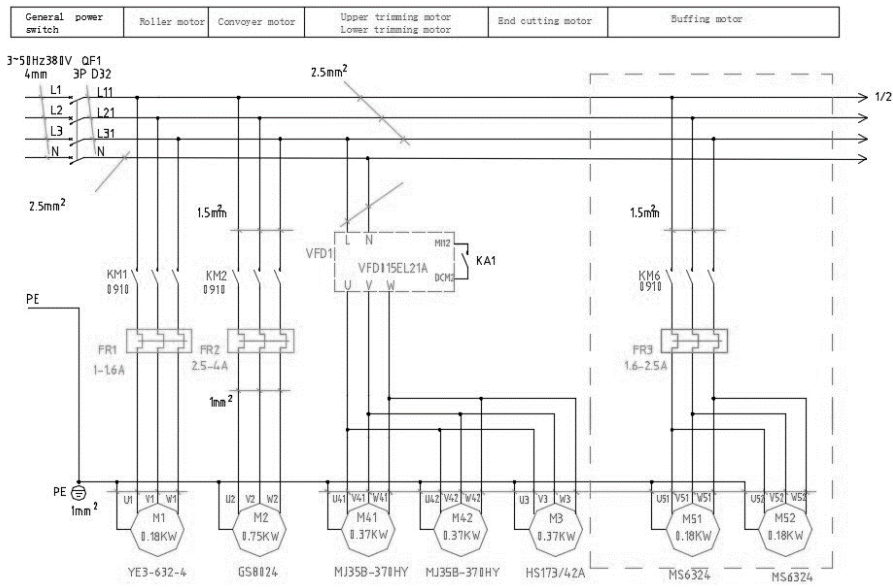 General power switch
Roller motor
Convoyer motor
Upper trimming motor
Lower trimming motor
End cutting motor
Buffing motor
3~50Hz380V QF1
4mm 3P D32
2.5mm²
L1 L11
1/2
L2 L21
L3 L31
N N
2.5mm²
1.5mm²
1.5mm²
L N
MI12
VFD1
VFD015EL21A
KA1
DCM2
U V W
KM1
0910
KM2
0910
KM6
0910
PE
FR1
1-1.6A
FR2
2.5-4A
FR3
1.6-2.5A
1mm²
PE
1mm²
U1 V1 W1
U2 V2 W2
U41 V41 W41
U42 V42 W42
U3 V3 W3
U51 V51 W51
U52 V52 W52
M1
0.18KW
M2
0.75KW
M41
0.37KW
M42
0.37KW
M3
0.37KW
M51
0.18KW
M52
0.18KW
YE3-632-4
GS8024
MJ35B-370HY
MJ35B-370HY
HS173/42A
MS6324
MS6324